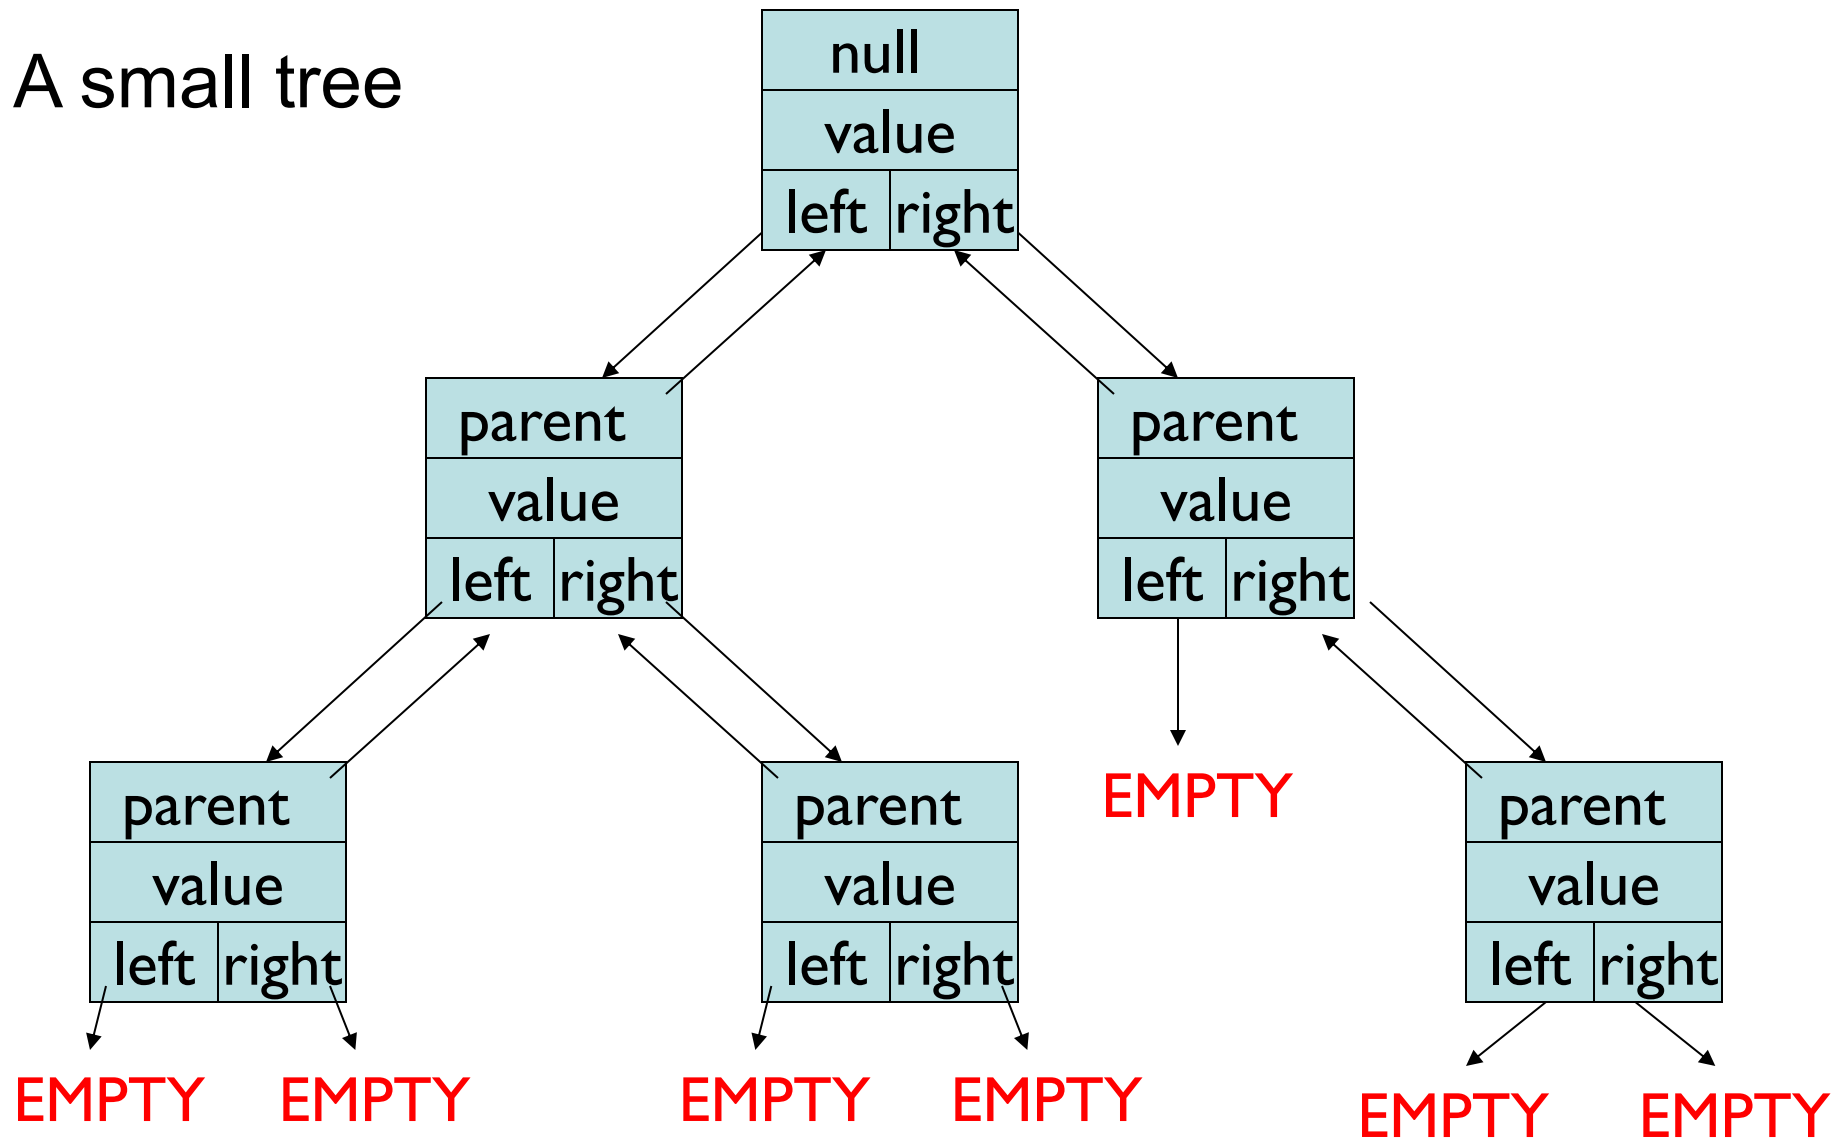 A small tree
null
value
left right
parent parent
value value
left right left right
EMPTY
parent parent parent
value value value
left right left right left right
EMPTY EMPTY EMPTY EMPTY EMPTY EMPTY